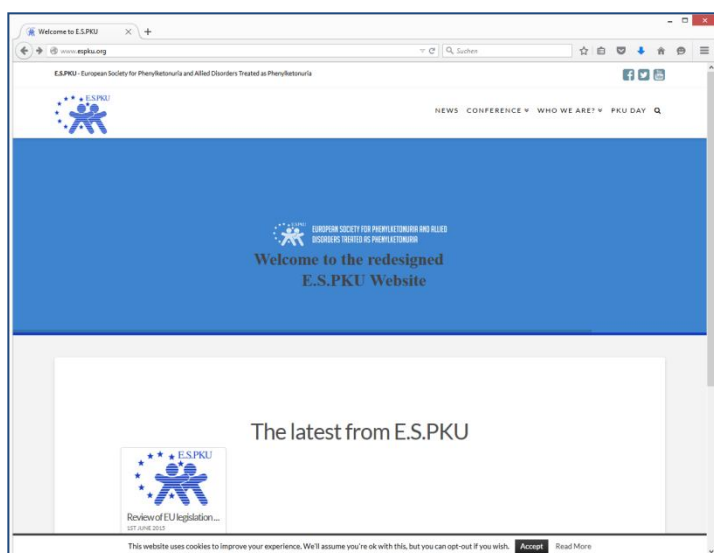 Welcome to E.S.PKU
www.espku.org
Suchen
E.S.PKU - European Society for Phenylketonuria and Allied Disorders Treated as Phenylketonuria
E.S.PKU
NEWS CONFERENCE WHO WE ARE? PKU DAY
E.S.PKU
EUROPEAN SOCIETY FOR PHENYLKETONURIA AND ALLIED
DISORDERS TREATED AS PHENYLKETONURIA
Welcome to the redesigned
E.S.PKU Website
The latest from E.S.PKU
E.S.PKU
Review of EU legislation ...
1ST JUNE 2015
This website uses cookies to improve your experience. We'll assume you're ok with this, but you can opt-out if you wish. Accept Read More